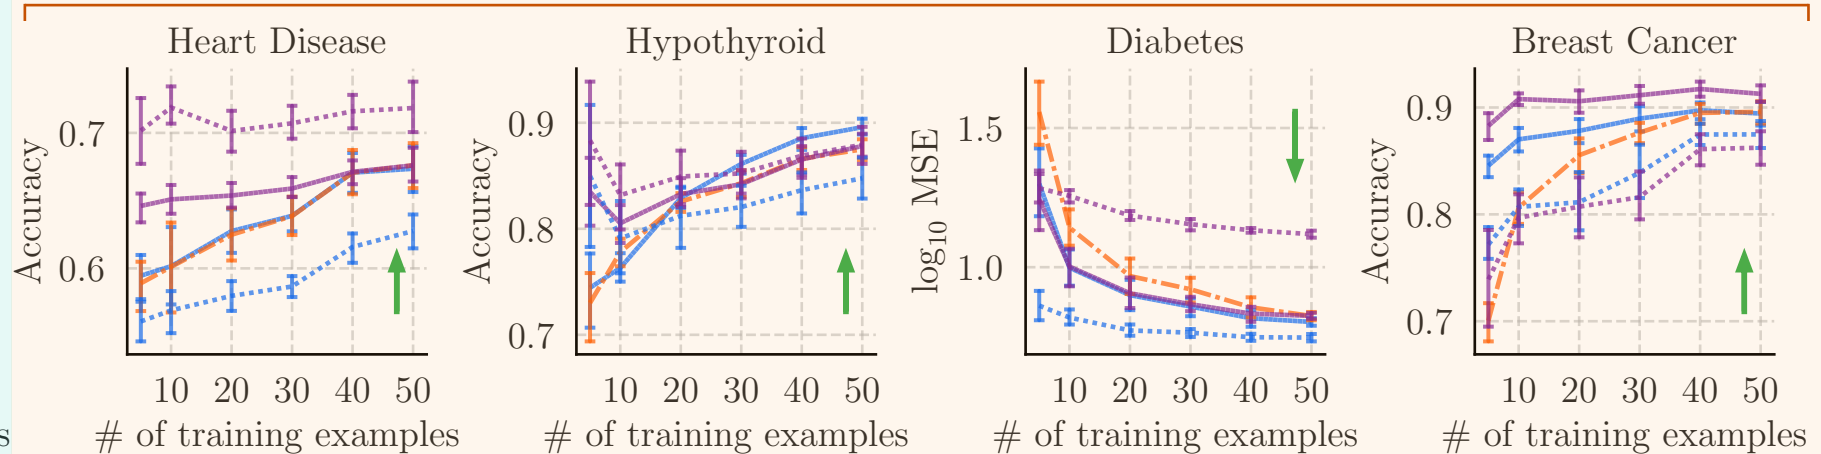 Heart Disease
Accuracy
0.7
0.6
10 20 30 40 50
# of training examples
Hypothyroid
Accuracy
0.9
0.8
0.7
10 20 30 40 50
# of training examples
Diabetes
log10 MSE
1.5
1.0
10 20 30 40 50
# of training examples
Breast Cancer
Accuracy
0.9
0.8
0.7
10 20 30 40 50
# of training examples